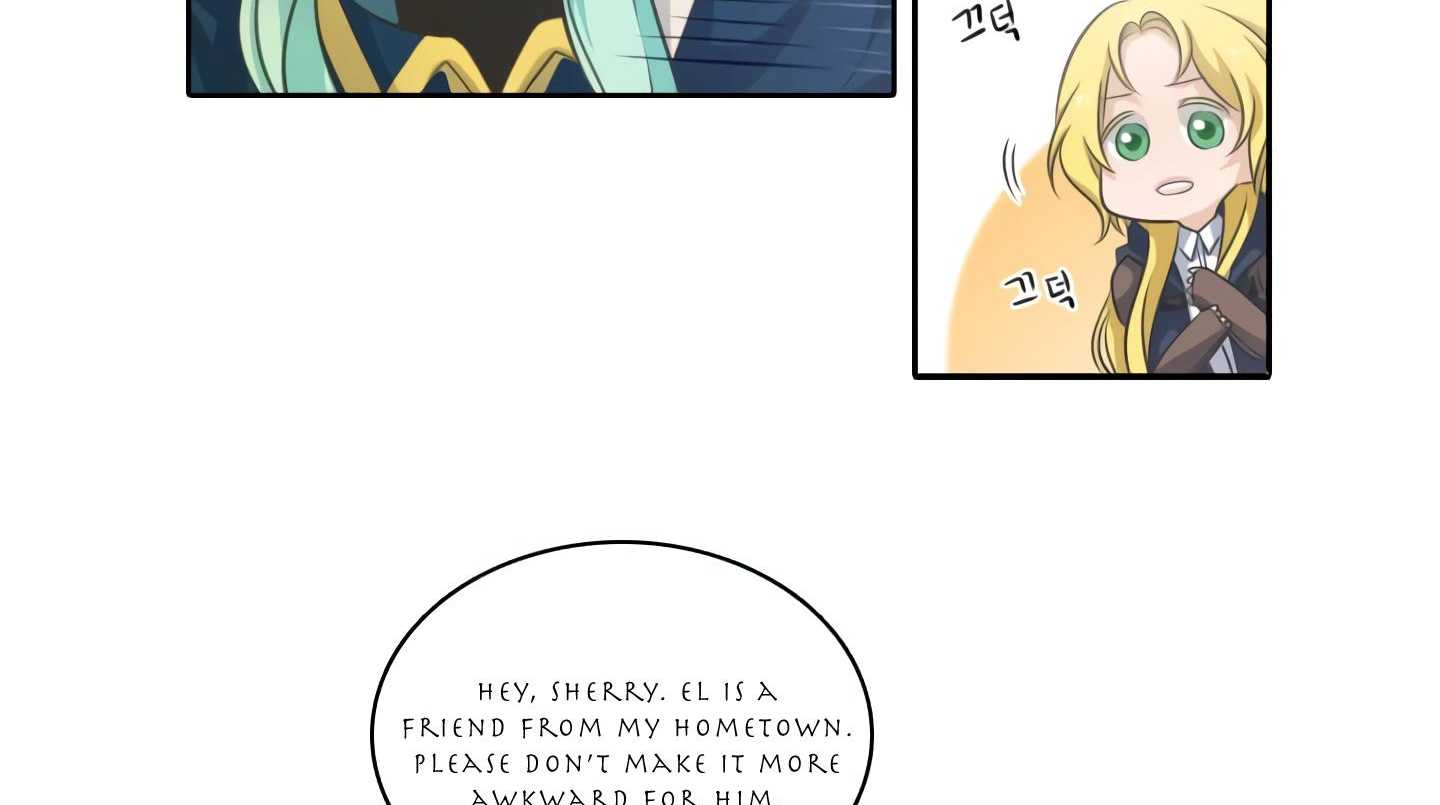 끄덕
끄덕
HEY, SHERRY. EL IS A
FRIEND FROM MY HOMETOWN.
PLEASE DON'T MAKE IT MORE
AWKWARD FOR HIM.